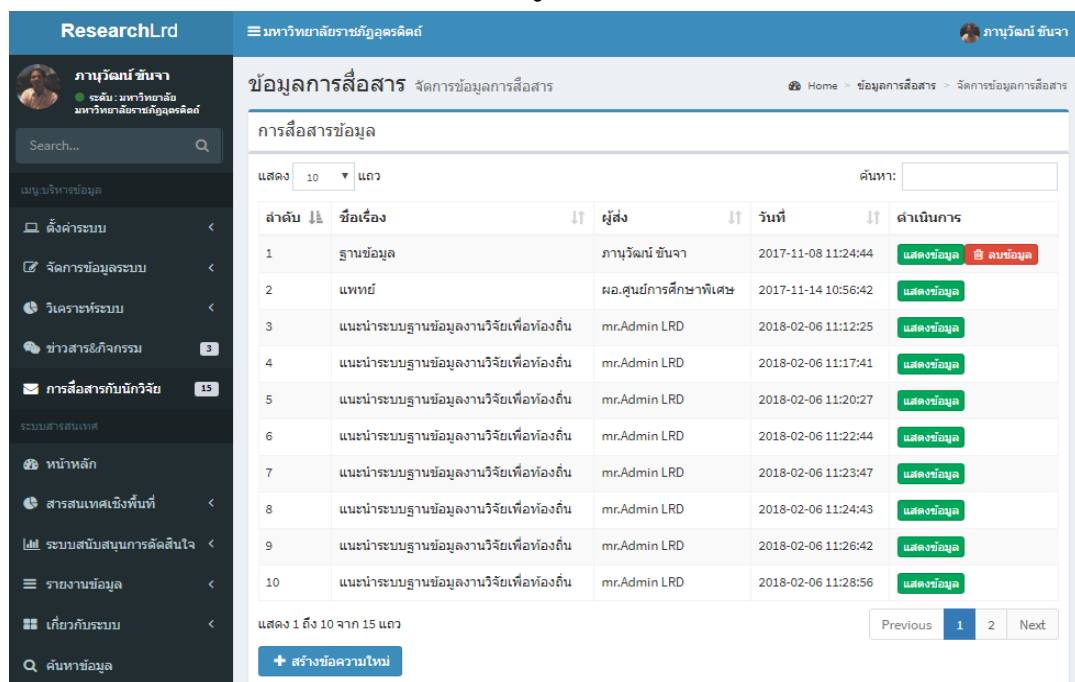 ResearchLrd
มหาวิทยาลัยราชภัฏอุตรดิตถ์
ภานุวัฒน์ ขันจา
ภานุวัฒน์ ขันจา
ระดับ : มหาวิทยาลัย
มหาวิทยาลัยราชภัฏอุตรดิตถ์
Search...
เมนู:บริหารข้อมูล
ตั้งค่าระบบ
จัดการข้อมูลระบบ
วิเคราะห์ระบบ
ข่าวสาร&กิจกรรม 3
การสื่อสารกับนักวิจัย 15
ระบบสารสนเทศ
หน้าหลัก
สารสนเทศเชิงพื้นที่
ระบบสนับสนุนการตัดสินใจ
รายงานข้อมูล
เกี่ยวกับระบบ
ค้นหาข้อมูล
ข้อมูลการสื่อสาร จัดการข้อมูลการสื่อสาร
Home > ข้อมูลการสื่อสาร > จัดการข้อมูลการสื่อสาร
การสื่อสารข้อมูล
แสดง 10 แถว
ค้นหา:
ลำดับ ชื่อเรื่อง ผู้ส่ง วันที่ ดำเนินการ
1 ฐานข้อมูล ภานุวัฒน์ ขันจา 2017-11-08 11:24:44 แสดงข้อมูล ลบข้อมูล
2 แพทย์ ผอ.ศูนย์การศึกษาพิเศษ 2017-11-14 10:56:42 แสดงข้อมูล
3 แนะนำระบบฐานข้อมูลงานวิจัยเพื่อท้องถิ่น mr.Admin LRD 2018-02-06 11:12:25 แสดงข้อมูล
4 แนะนำระบบฐานข้อมูลงานวิจัยเพื่อท้องถิ่น mr.Admin LRD 2018-02-06 11:17:41 แสดงข้อมูล
5 แนะนำระบบฐานข้อมูลงานวิจัยเพื่อท้องถิ่น mr.Admin LRD 2018-02-06 11:20:27 แสดงข้อมูล
6 แนะนำระบบฐานข้อมูลงานวิจัยเพื่อท้องถิ่น mr.Admin LRD 2018-02-06 11:22:44 แสดงข้อมูล
7 แนะนำระบบฐานข้อมูลงานวิจัยเพื่อท้องถิ่น mr.Admin LRD 2018-02-06 11:23:47 แสดงข้อมูล
8 แนะนำระบบฐานข้อมูลงานวิจัยเพื่อท้องถิ่น mr.Admin LRD 2018-02-06 11:24:43 แสดงข้อมูล
9 แนะนำระบบฐานข้อมูลงานวิจัยเพื่อท้องถิ่น mr.Admin LRD 2018-02-06 11:26:42 แสดงข้อมูล
10 แนะนำระบบฐานข้อมูลงานวิจัยเพื่อท้องถิ่น mr.Admin LRD 2018-02-06 11:28:56 แสดงข้อมูล
แสดง 1 ถึง 10 จาก 15 แถว
Previous 1 2 Next
+ สร้างข้อความใหม่